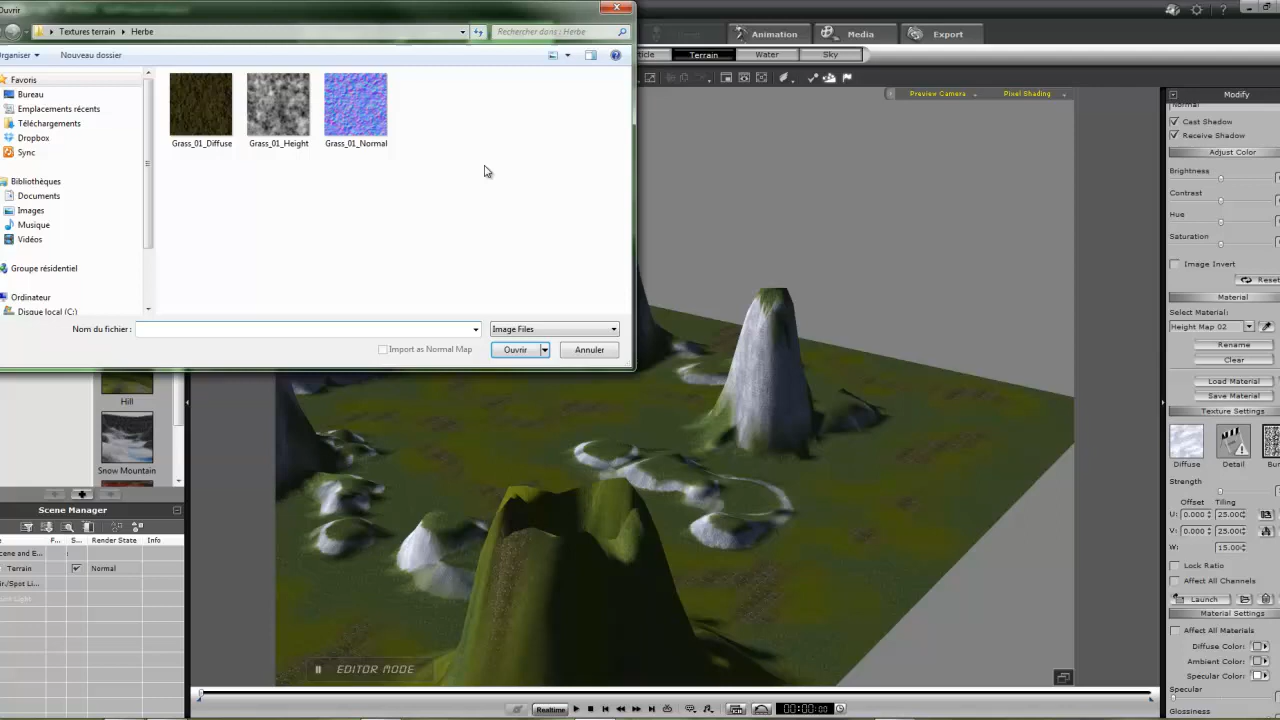 Ouvrir
Textures terrain ▸ Herbe
Rechercher dans : Herbe
Organiser
Nouveau dossier
Favoris
Bureau
Emplacements récents
Téléchargements
Dropbox
Sync
Bibliothèques
Documents
Images
Musique
Vidéos
Groupe résidentiel
Ordinateur
Disque local (C:)
Grass_01_Diffuse
Grass_01_Height
Grass_01_Normal
Nom du fichier :
Image Files
Import as Normal Map
Ouvrir
Annuler
Animation
Media
Export
Terrain
Water
Sky
Preview Camera
Pixel Shading
Hill
Snow Mountain
Scene Manager
F...
S...
Render State
Info
Terrain
Normal
EDITOR MODE
Realtime
00:00:00
Modify
Normal
Cast Shadow
Receive Shadow
Adjust Color
Brightness
Contrast
Hue
Saturation
Image Invert
Reset
Material
Select Material:
Height Map 02
Rename
Clear
Load Material
Save Material
Texture Settings
Diffuse
Detail
Strength
Offset
Tiling
U: 0.000 25.000
V: 0.000 25.000
W: 15.000
Lock Ratio
Affect All Channels
Launch
Material Settings
Affect All Materials
Diffuse Color:
Ambient Color:
Specular Color:
Specular
Glossiness